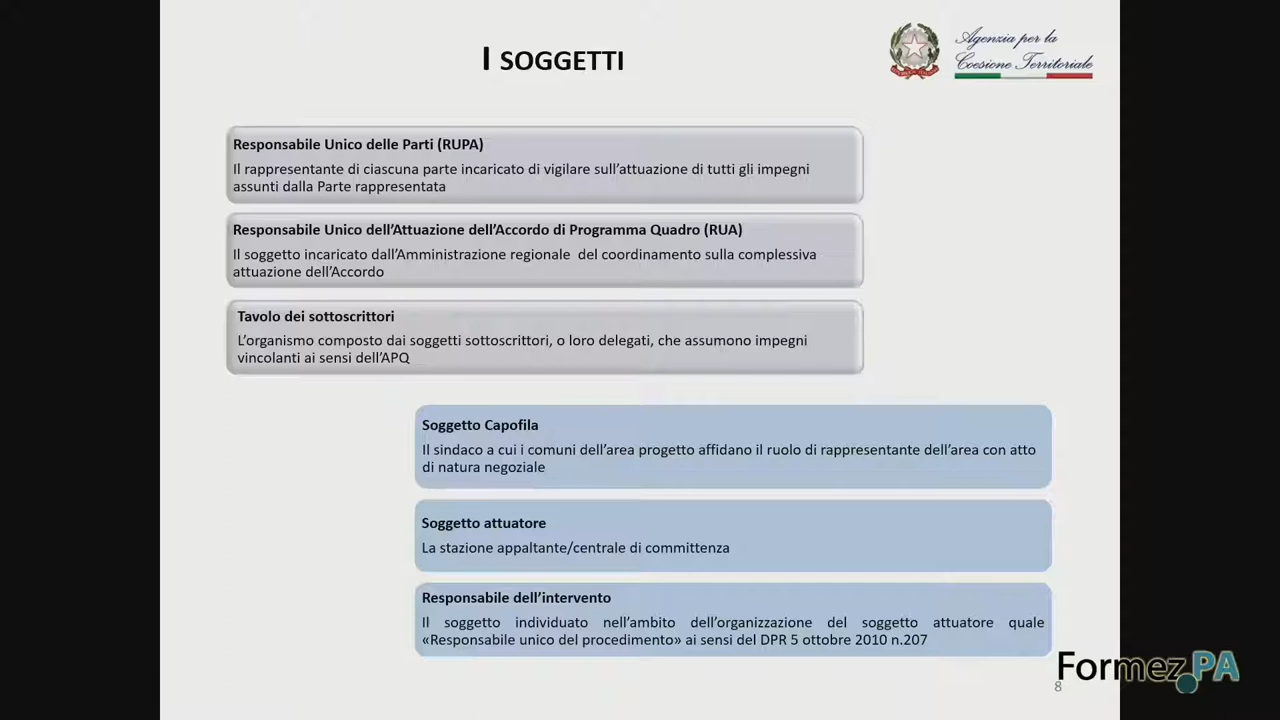 I SOGGETTI
Agenzia per la
Coesione Territoriale
Responsabile Unico delle Parti (RUPA)
Il rappresentante di ciascuna parte incaricato di vigilare sull’attuazione di tutti gli impegni
assunti dalla Parte rappresentata
Responsabile Unico dell’Attuazione dell’Accordo di Programma Quadro (RUA)
Il soggetto incaricato dall’Amministrazione regionale del coordinamento sulla complessiva
attuazione dell’Accordo
Tavolo dei sottoscrittori
L’organismo composto dai soggetti sottoscrittori, o loro delegati, che assumono impegni
vincolanti ai sensi dell’APQ
Soggetto Capofila
Il sindaco a cui i comuni dell’area progetto affidano il ruolo di rappresentante dell’area con atto
di natura negoziale
Soggetto attuatore
La stazione appaltante/centrale di committenza
Responsabile dell’intervento
Il soggetto individuato nell’ambito dell’organizzazione del soggetto attuatore quale
«Responsabile unico del procedimento» ai sensi del DPR 5 ottobre 2010 n.207
Formez PA
8